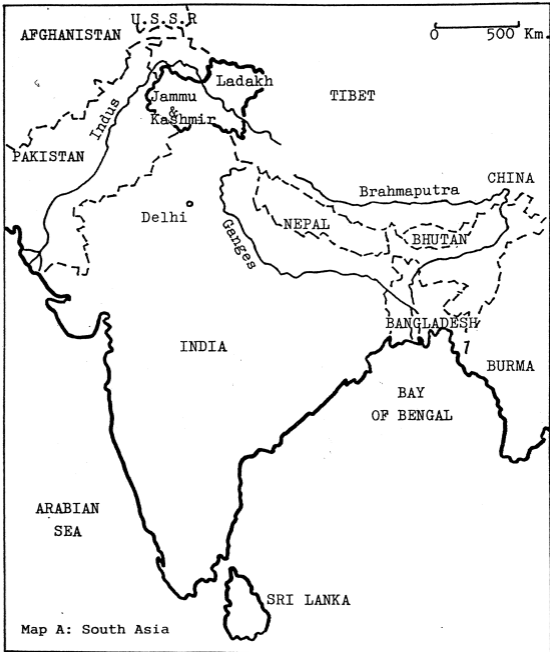 U.S.S.R
AFGHANISTAN
0 500 Km.
Ladakh
TIBET
Jammu
&
Kashmir
Indus
PAKISTAN
CHINA
Brahmaputra
Delhi
NEPAL
Ganges
BHUTAN
BANGLADESH
INDIA
BURMA
BAY
OF BENGAL
ARABIAN
SEA
SRI LANKA
Map A: South Asia